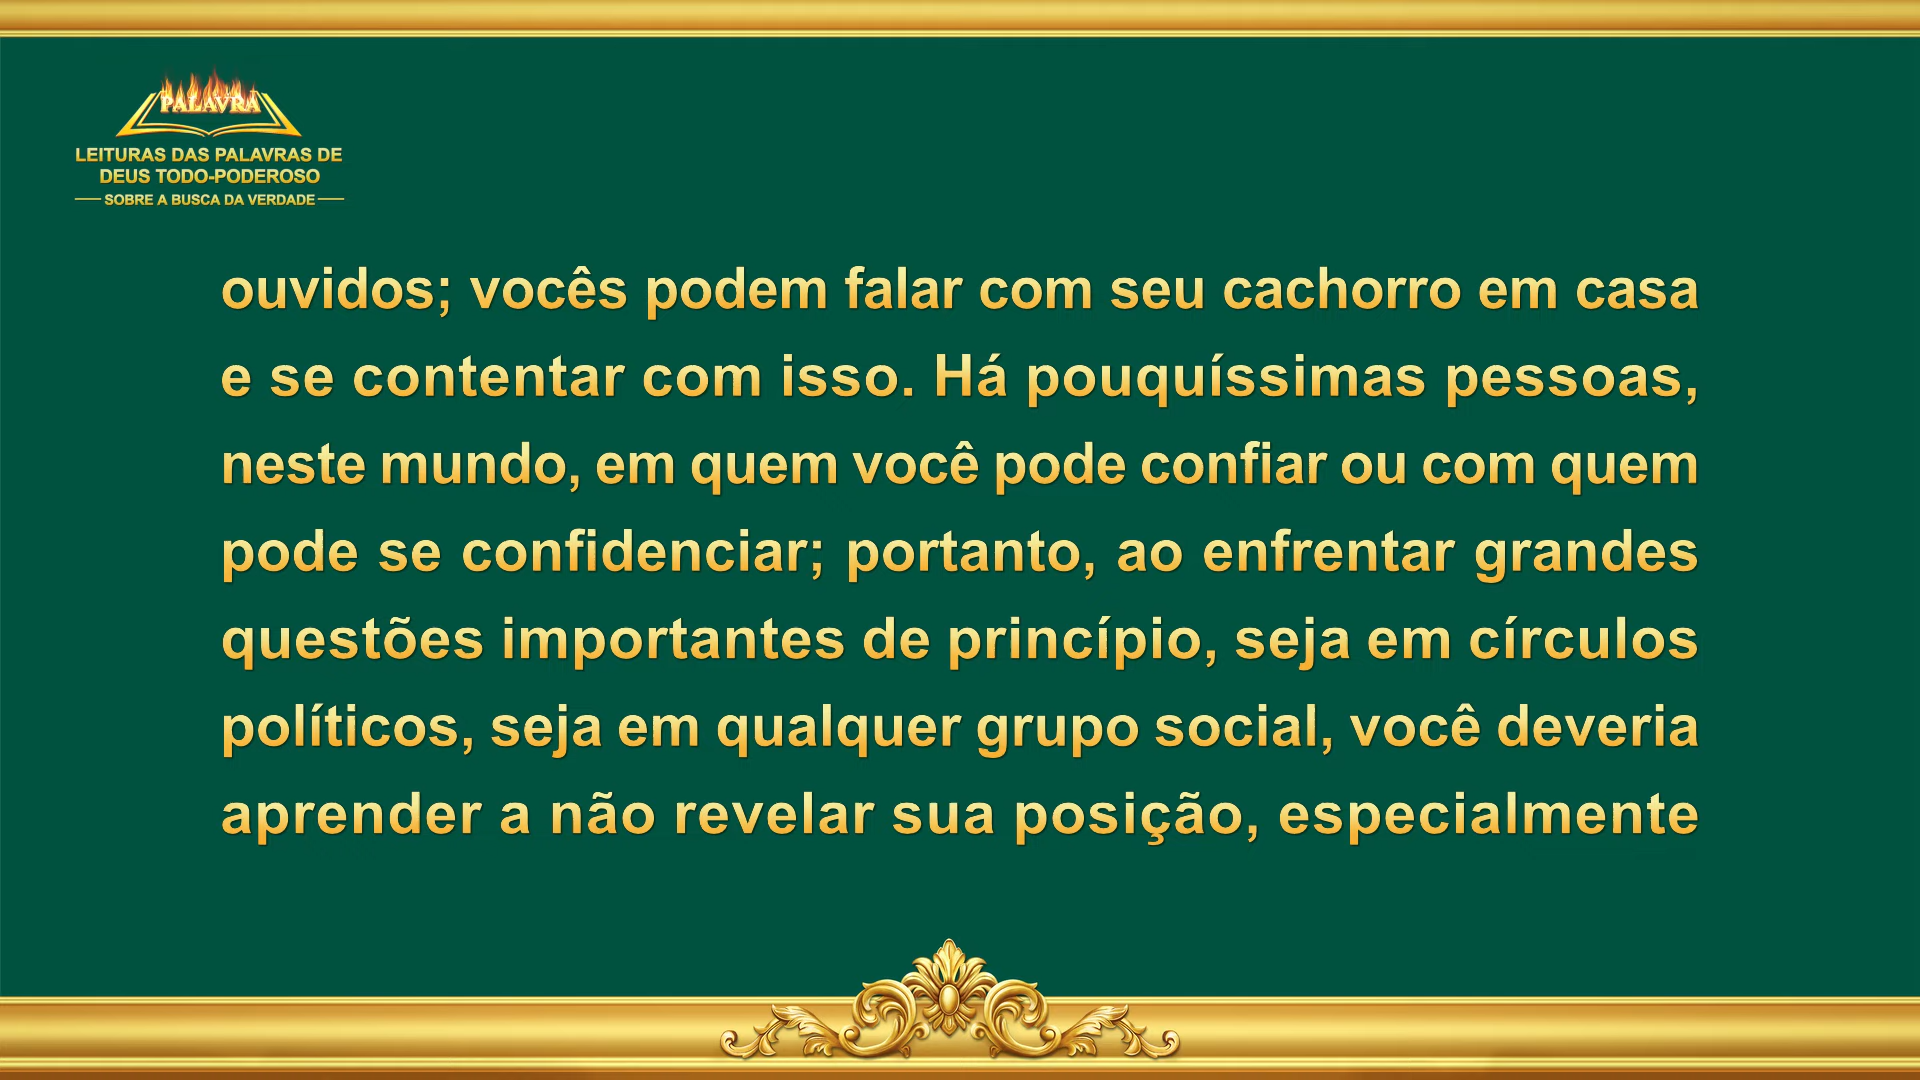 PALAVRA
LEITURAS DAS PALAVRAS DE
DEUS TODO-PODEROSO
SOBRE A BUSCA DA VERDADE
ouvidos; vocês podem falar com seu cachorro em casa
e se contentar com isso. Há pouquíssimas pessoas,
neste mundo, em quem você pode confiar ou com quem
pode se confidenciar; portanto, ao enfrentar grandes
questões importantes de princípio, seja em círculos
políticos, seja em qualquer grupo social, você deveria
aprender a não revelar sua posição, especialmente